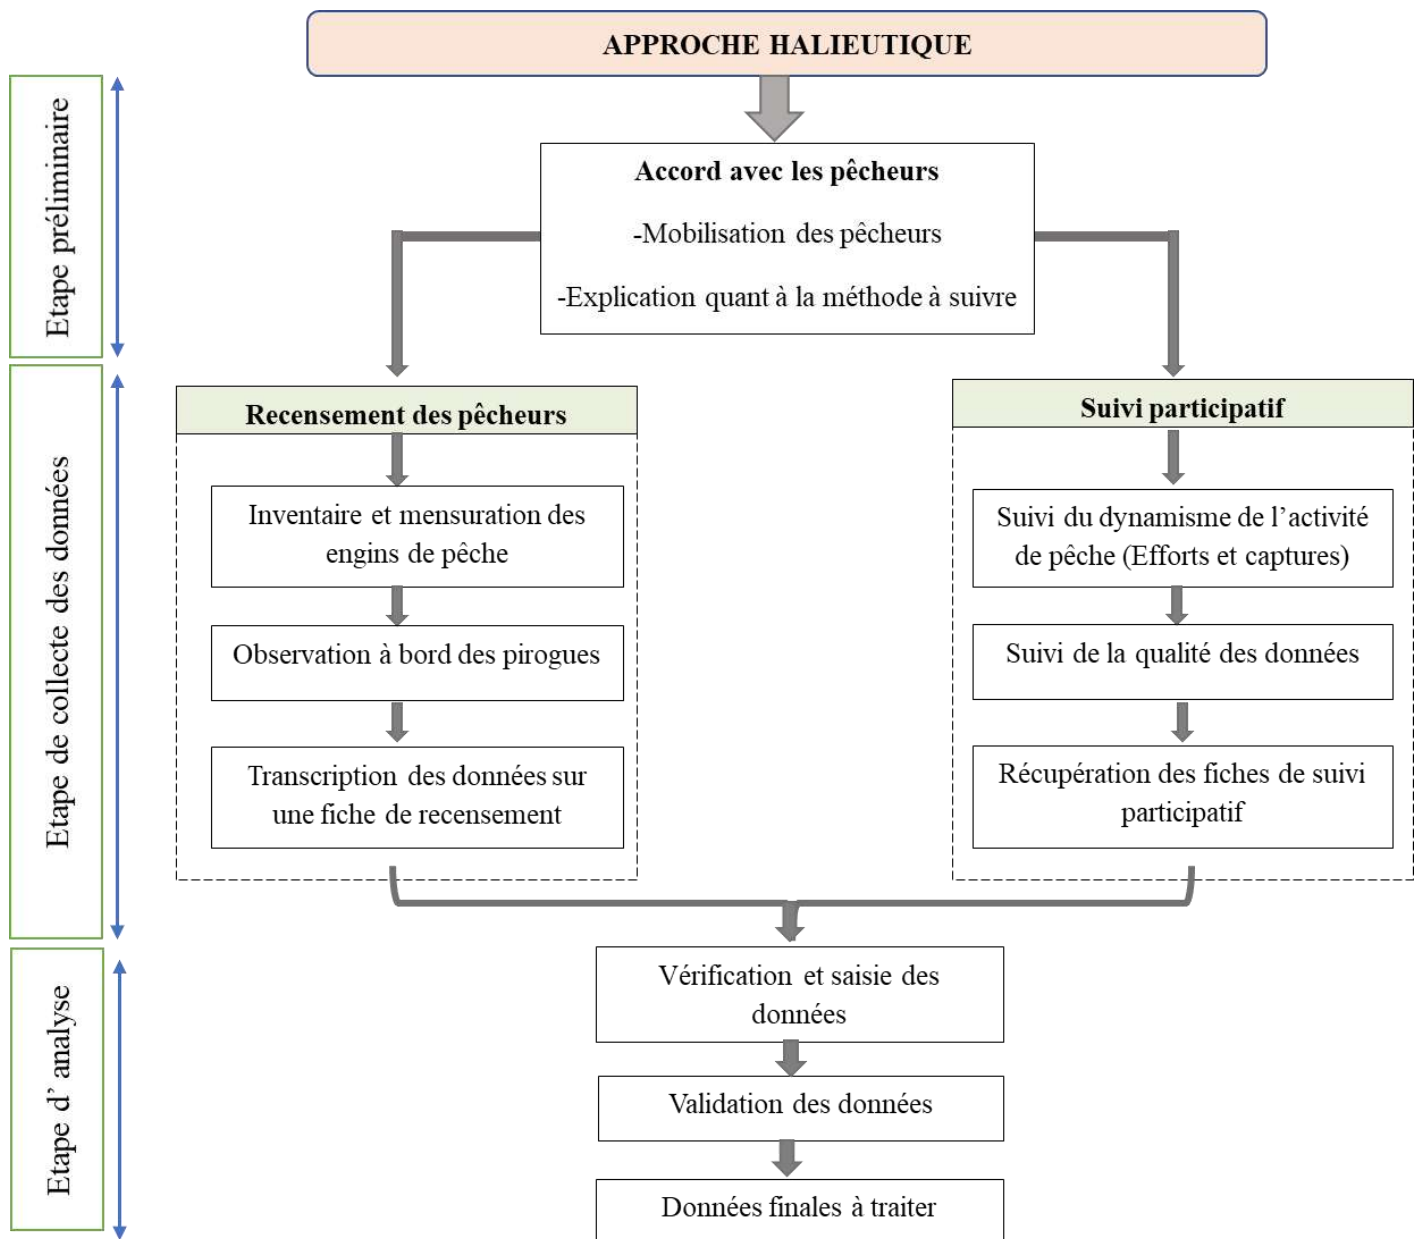 APPROCHE HALIEUTIQUE
Etape préliminaire
Accord avec les pêcheurs
-Mobilisation des pêcheurs
-Explication quant à la méthode à suivre
Etape de collecte des données
Recensement des pêcheurs
Inventaire et mensuration des
engins de pêche
Observation à bord des pirogues
Transcription des données sur
une fiche de recensement
Suivi participatif
Suivi du dynamisme de l’activité
de pêche (Efforts et captures)
Suivi de la qualité des données
Récupération des fiches de suivi
participatif
Etape d’ analyse
Vérification et saisie des
données
Validation des données
Données finales à traiter